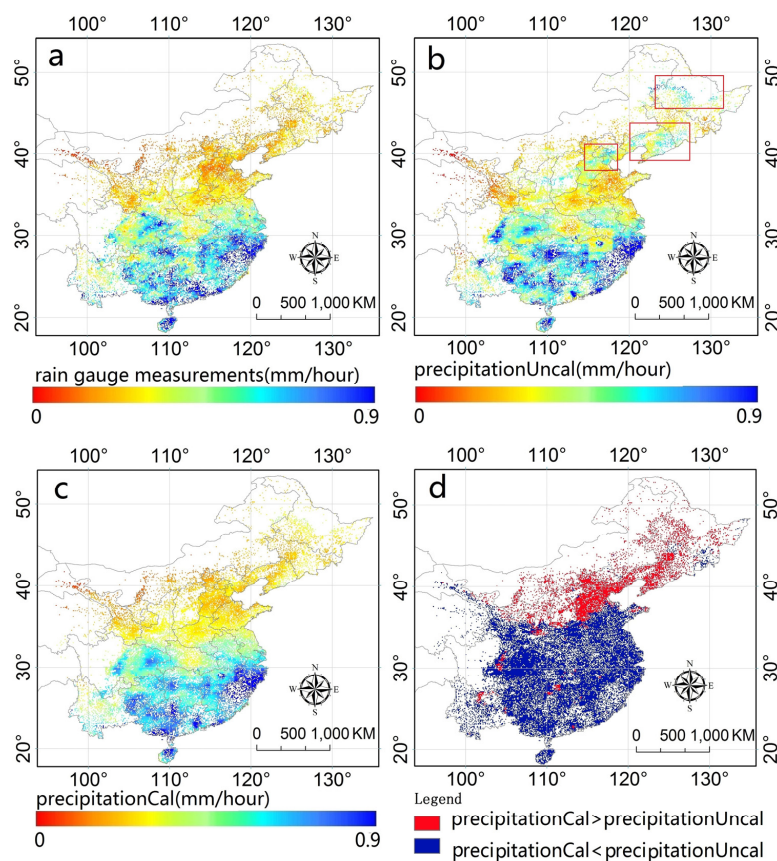 100° 110° 120° 130°
a
50°
40°
30°
20°
N
W E
S
0 500 1,000 KM
100° 110° 120° 130°
rain gauge measurements(mm/hour)
0 0.9
100° 110° 120° 130°
b
50°
40°
30°
20°
N
W E
S
0 500 1,000 KM
100° 110° 120° 130°
precipitationUncal(mm/hour)
0 0.9
100° 110° 120° 130°
c
50°
40°
30°
20°
N
W E
S
0 500 1,000 KM
100° 110° 120° 130°
precipitationCal(mm/hour)
0 0.9
100° 110° 120° 130°
d
50°
40°
30°
20°
N
W E
S
0 500 1,000 KM
100° 110° 120° 130°
Legend
precipitationCal>precipitationUncal
precipitationCal<precipitationUncal